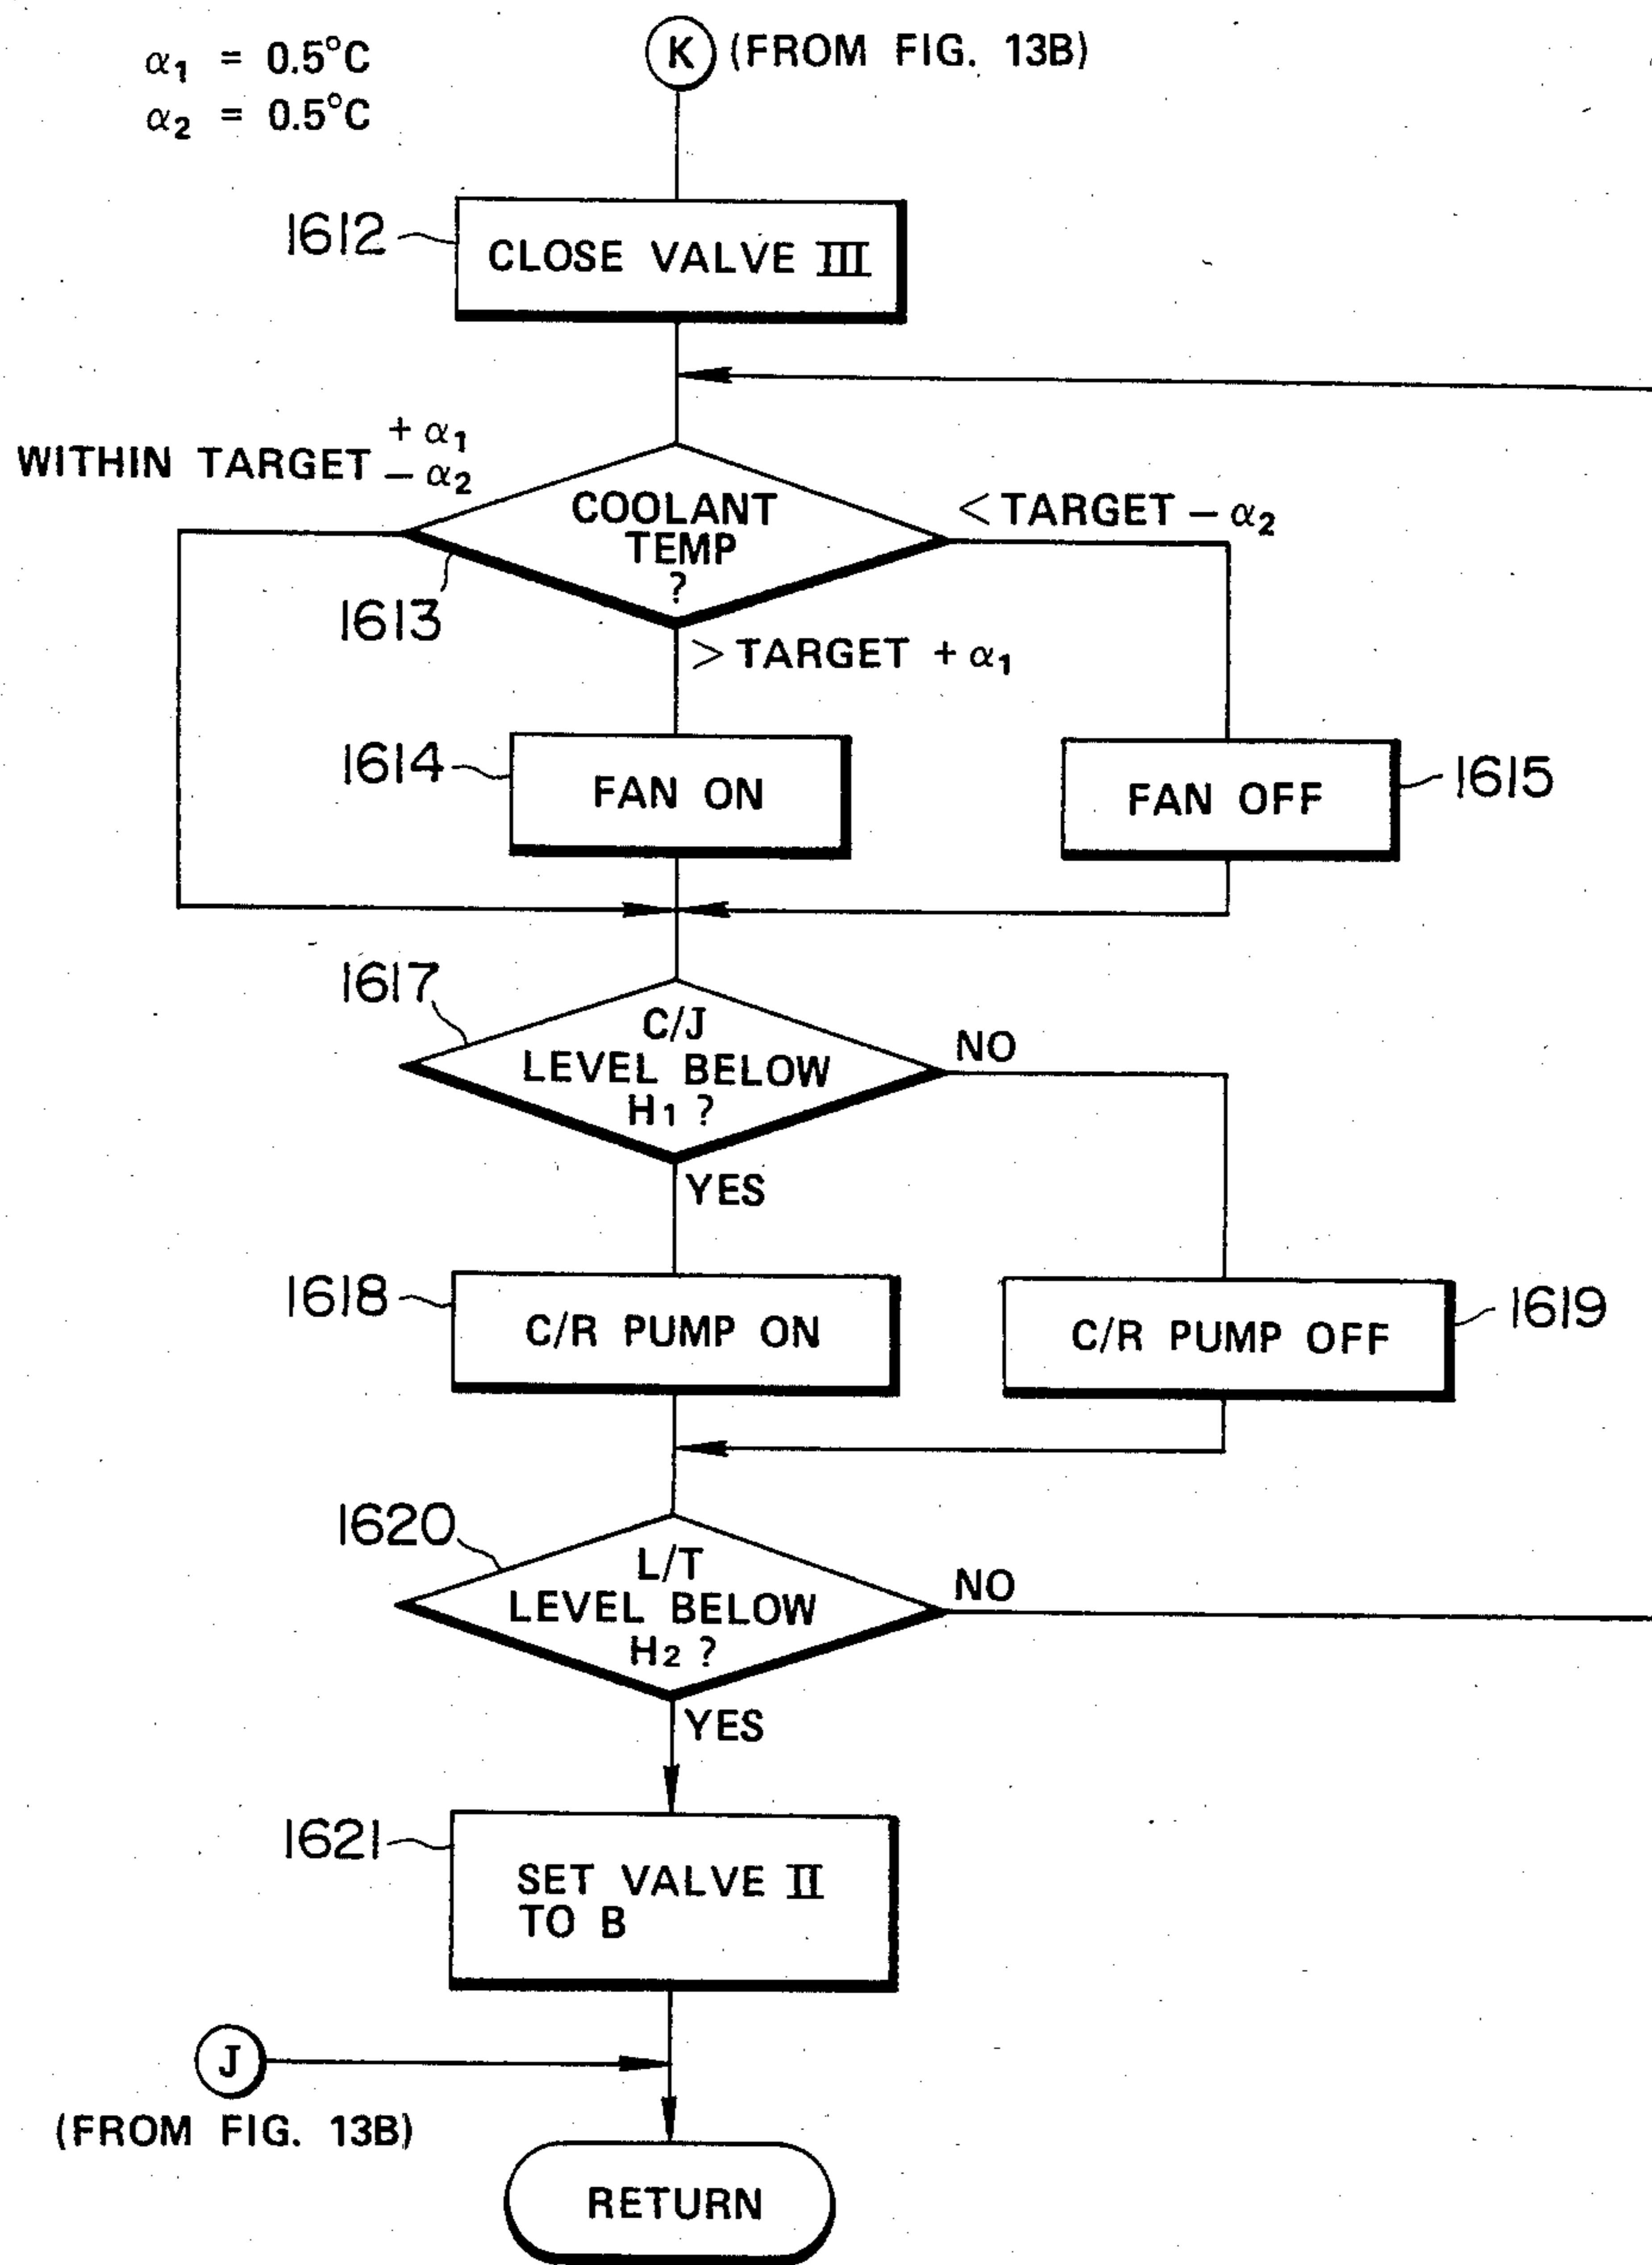 α1 = 0.5°C
α2 = 0.5°C
K (FROM FIG. 13B)
1612
CLOSE VALVE III
WITHIN TARGET + α1
− α2
COOLANT
TEMP
?
< TARGET − α2
1613
> TARGET + α1
1614
FAN ON
FAN OFF
1615
1617
C/J
LEVEL BELOW
H1 ?
NO
YES
1618
C/R PUMP ON
C/R PUMP OFF
1619
1620
L/T
LEVEL BELOW
H2 ?
NO
YES
1621
SET VALVE II
TO B
J
(FROM FIG. 13B)
RETURN